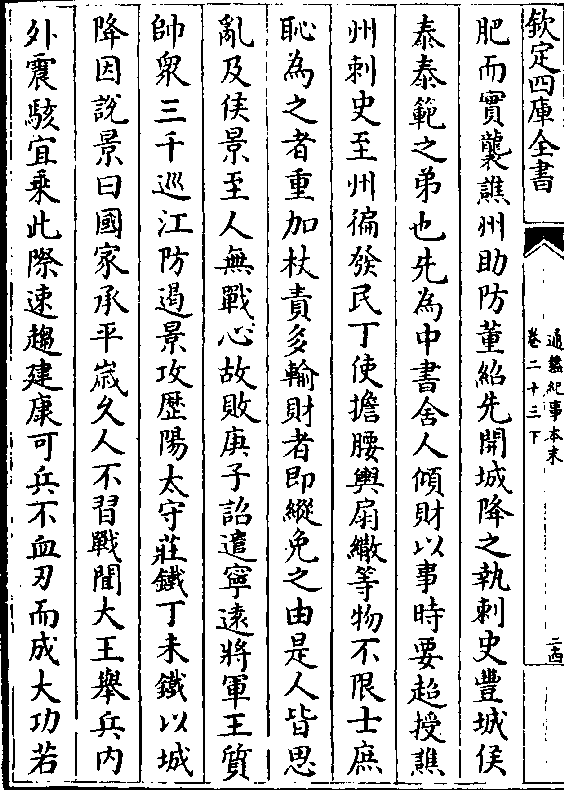 欽定四庫全書
通鑑紀事本末
卷二十三下
二西
肥而實襲譙州助防董紹先開城降之執刺史豐城侯
泰泰範之弟也先為中書舍人傾財以事時要超授譙
州刺史至州徧發民丁使擔腰輿扇繖等物不限士庶
恥為之者重加杖責多輸財者即縱免之由是人皆思
亂及侯景至人無戰心故敗庚子詔遣寧遠將軍王質
帥衆三千巡江防遏景攻歷陽太守莊鐵丁未鐵以城
降因說景曰國家承平嵗久人不習戰聞大王舉兵内
外震駭宜乗此際速趨建康可兵不血刃而成大功若